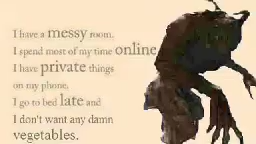 I have a messy room.
I spend most of my time online
I have private things
on my phone.
I go to bed late and
I don't want any damn
vegetables.